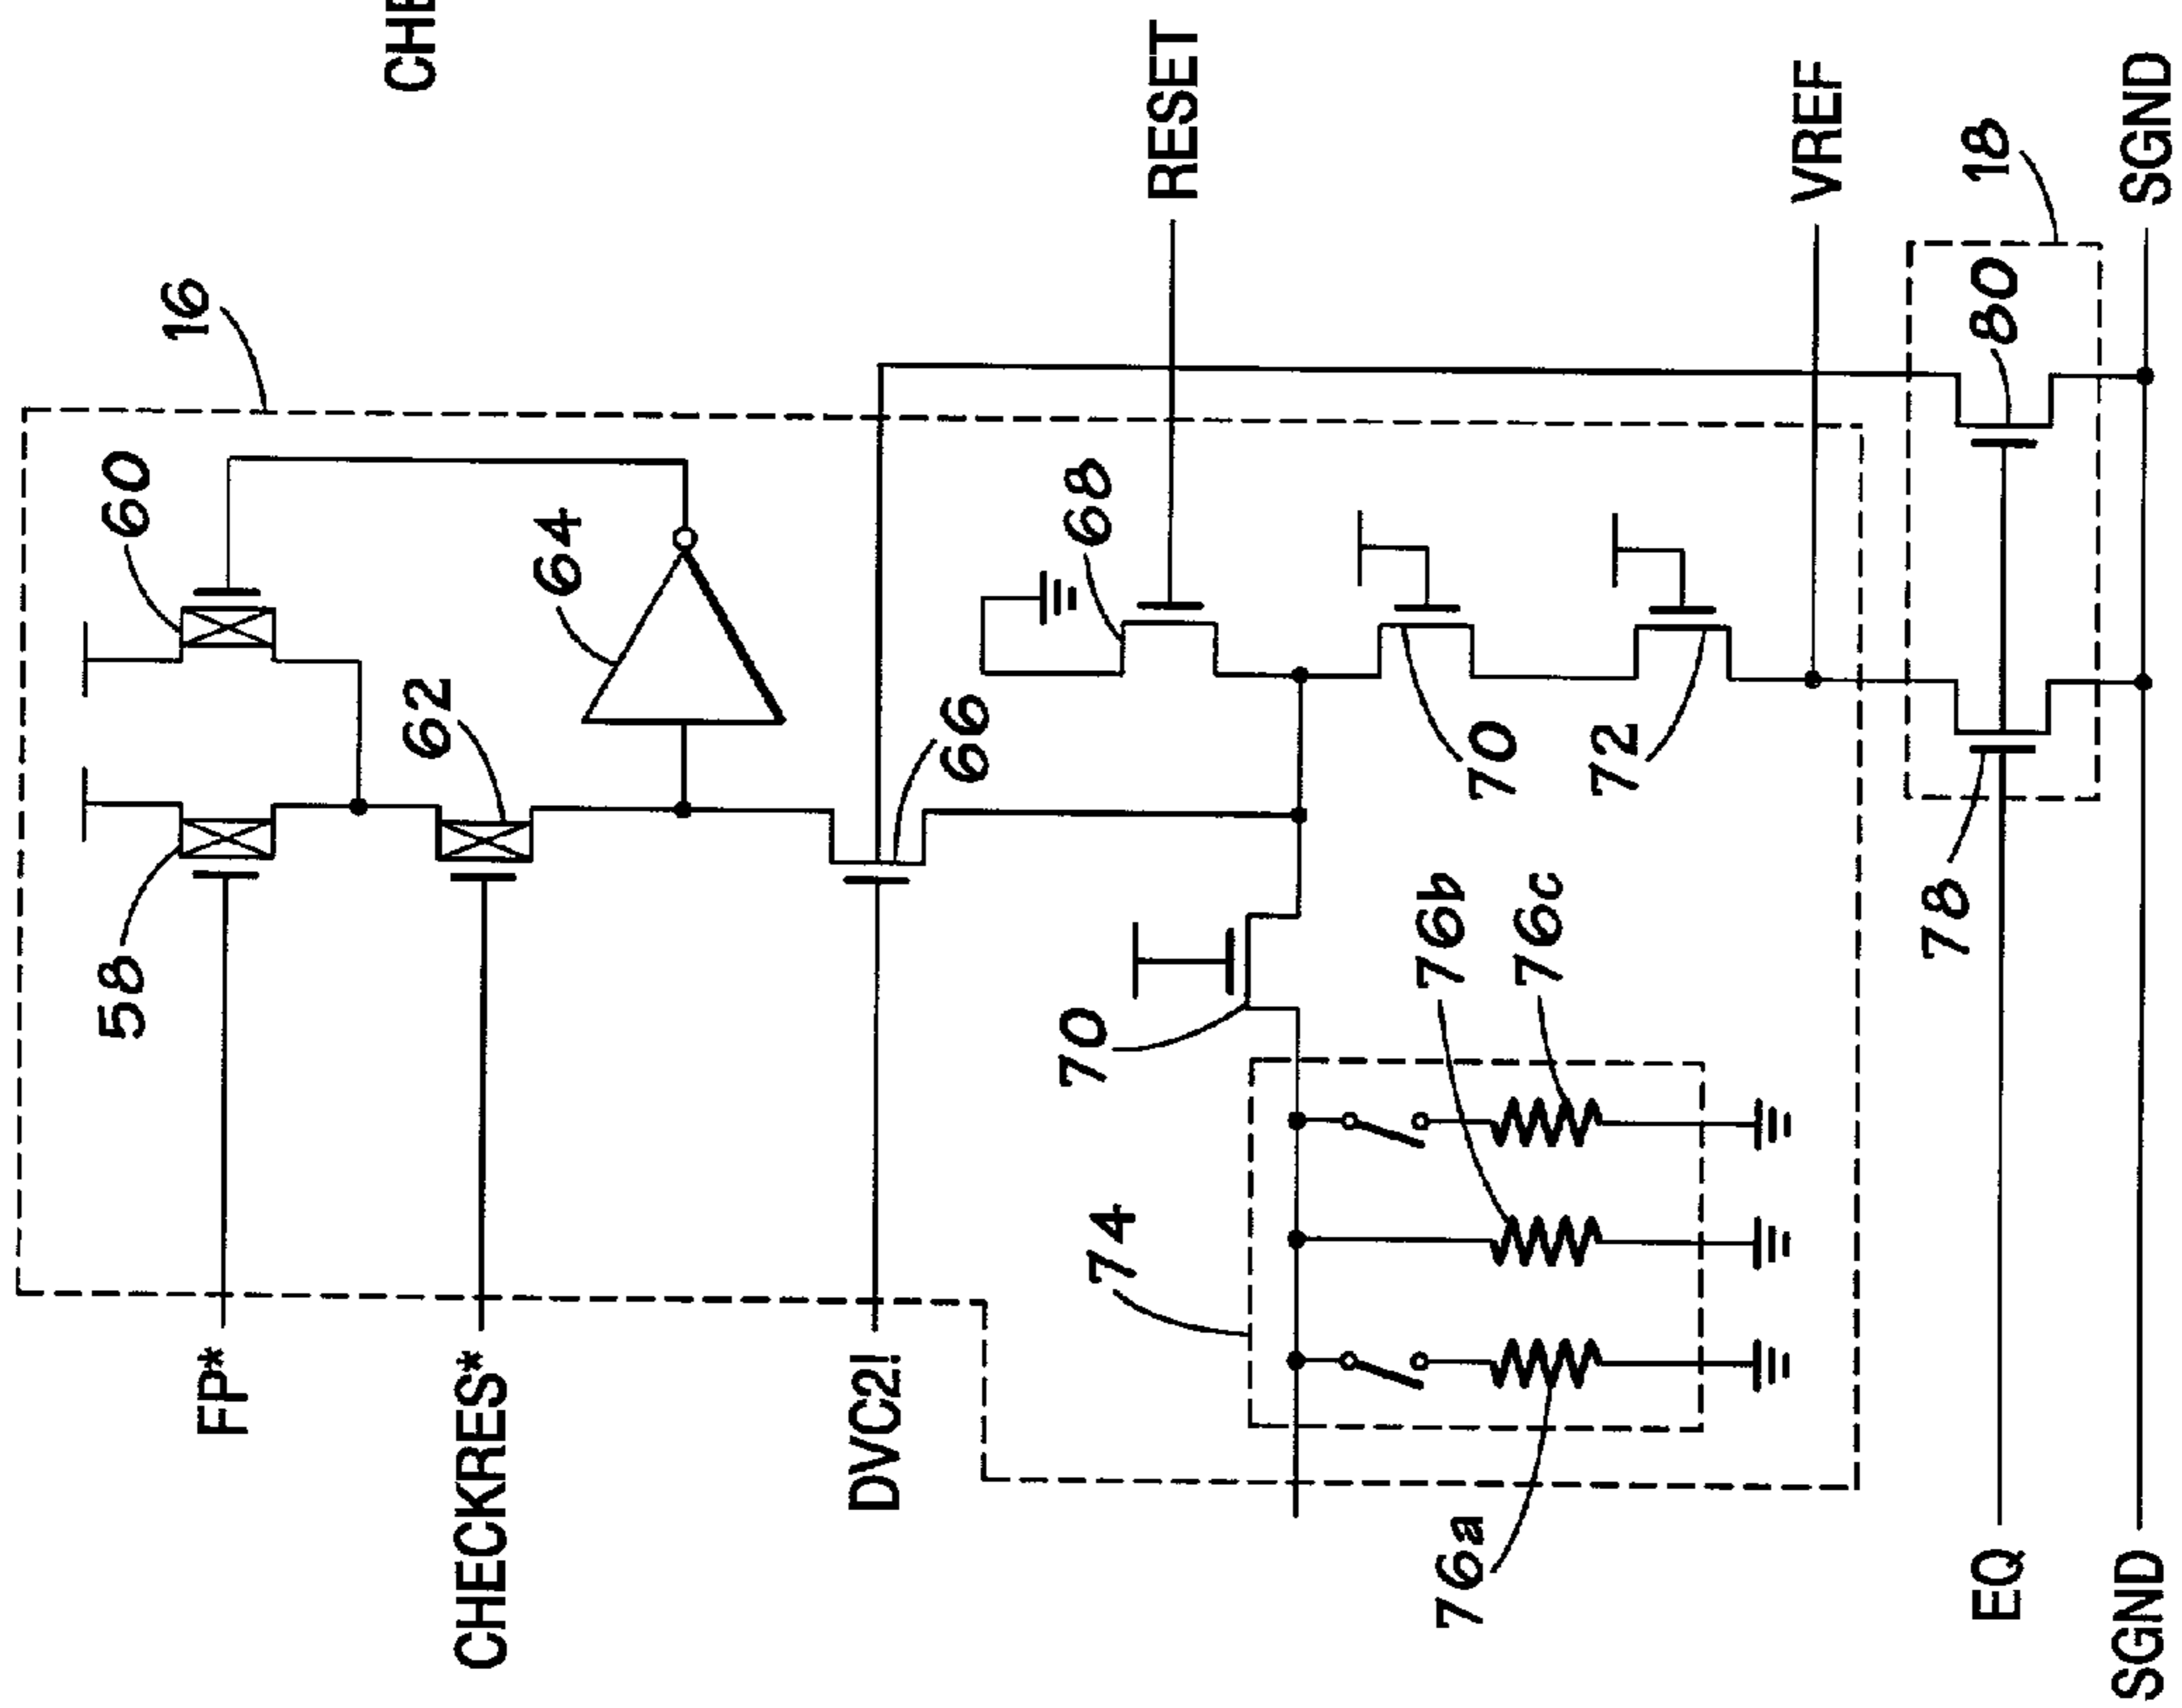 CHE
RESET
VREF
SGND
16
18
60
64
68
80
62
66
70
72
58
78
70
76b
76c
74
FP*
CHECKRES*
DVC2!
76a
EQ
SGND